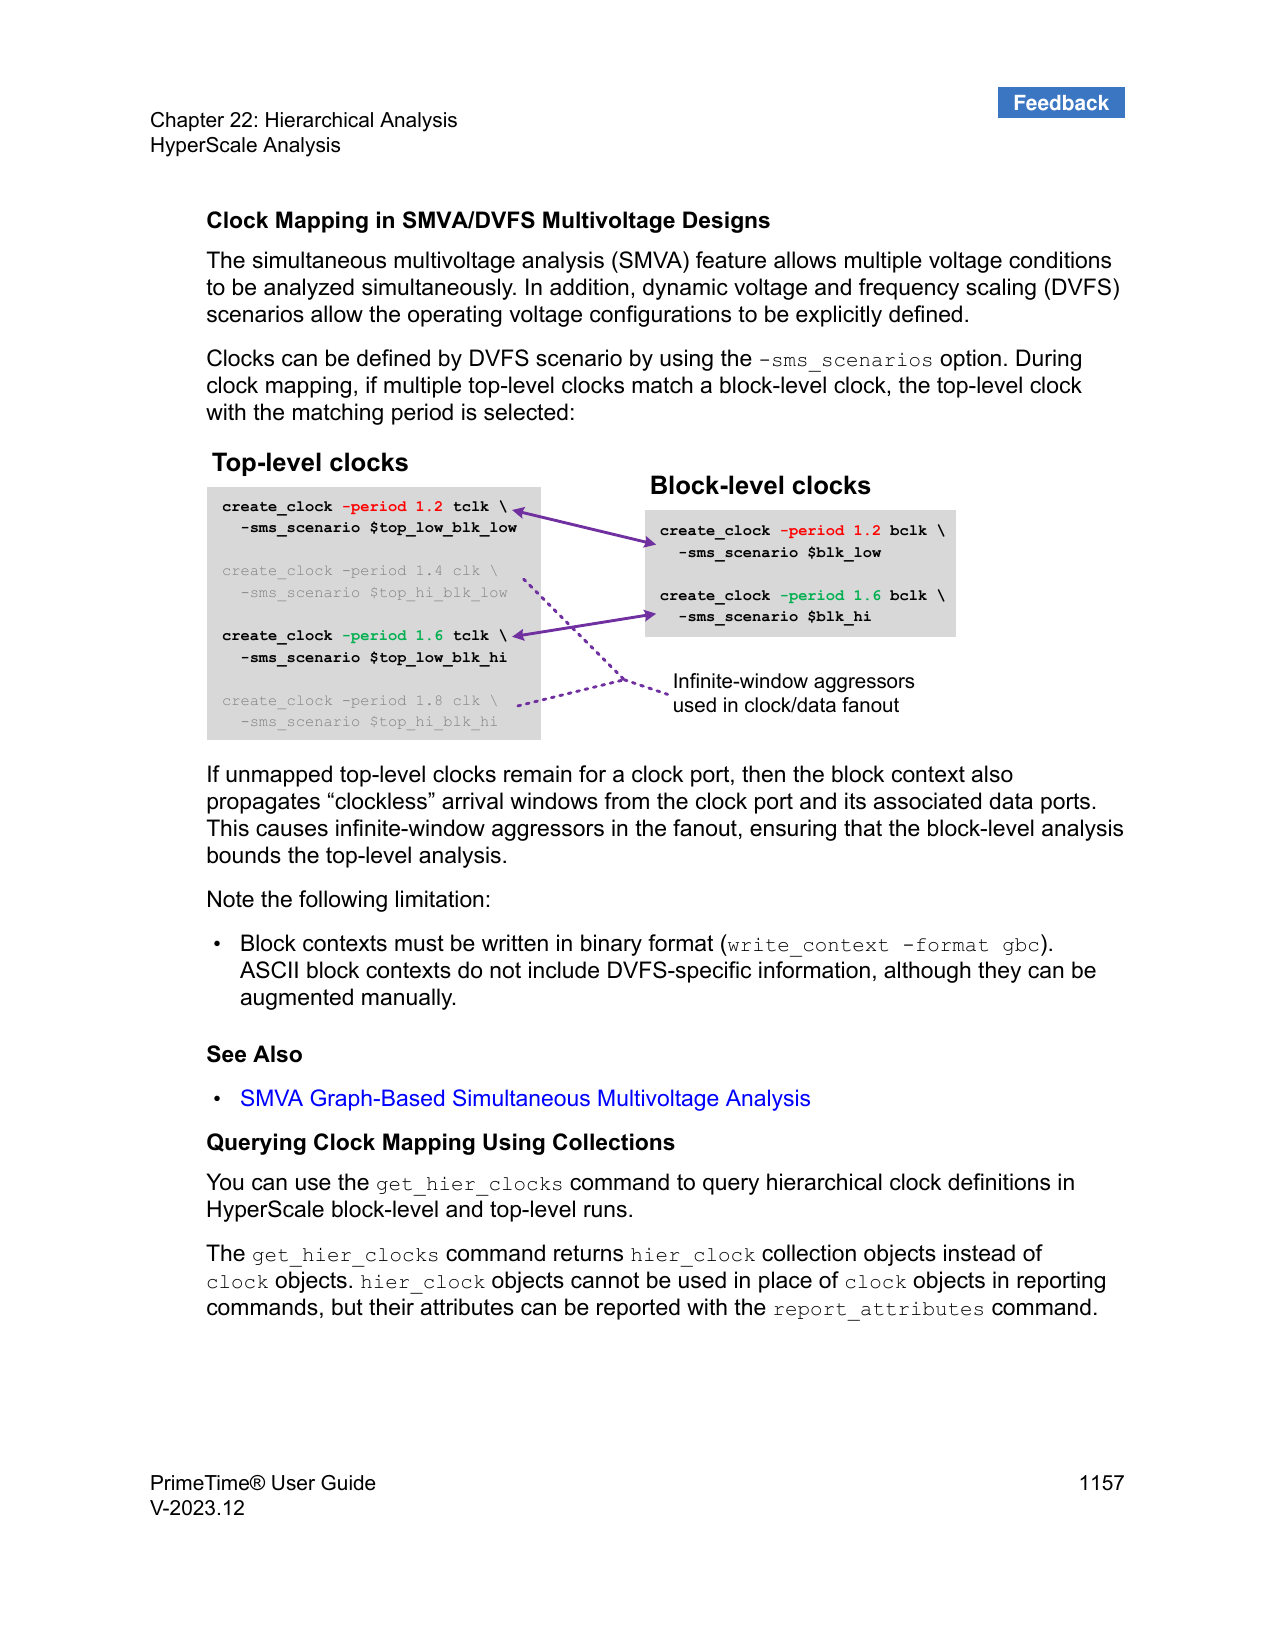 Feedback
Chapter 22: Hierarchical Analysis
HyperScale Analysis
Clock Mapping in SMVA/DVFS Multivoltage Designs
The simultaneous multivoltage analysis (SMVA) feature allows multiple voltage conditions
to be analyzed simultaneously. In addition, dynamic voltage and frequency scaling (DVFS)
scenarios allow the operating voltage configurations to be explicitly defined.
Clocks can be defined by DVFS scenario by using the -sms_scenarios option. During
clock mapping, if multiple top-level clocks match a block-level clock, the top-level clock
with the matching period is selected:
Top-level clocks
create_clock -period 1.2 tclk \
-sms_scenario $top_low_blk_low
create_clock -period 1.4 clk \
-sms_scenario $top_hi_blk_low
create_clock -period 1.6 tclk \
-sms_scenario $top_low_blk_hi
create_clock -period 1.8 clk \
-sms_scenario $top_hi_blk_hi
Block-level clocks
create_clock -period 1.2 bclk \
-sms_scenario $blk_low
create_clock -period 1.6 bclk \
-sms_scenario $blk_hi
Infinite-window aggressors
used in clock/data fanout
If unmapped top-level clocks remain for a clock port, then the block context also
propagates “clockless” arrival windows from the clock port and its associated data ports.
This causes infinite-window aggressors in the fanout, ensuring that the block-level analysis
bounds the top-level analysis.
Note the following limitation:
• Block contexts must be written in binary format (write_context -format gbc).
ASCII block contexts do not include DVFS-specific information, although they can be
augmented manually.
See Also
• SMVA Graph-Based Simultaneous Multivoltage Analysis
Querying Clock Mapping Using Collections
You can use the get_hier_clocks command to query hierarchical clock definitions in
HyperScale block-level and top-level runs.
The get_hier_clocks command returns hier_clock collection objects instead of
clock objects. hier_clock objects cannot be used in place of clock objects in reporting
commands, but their attributes can be reported with the report_attributes command.
PrimeTime® User Guide
V-2023.12
1157